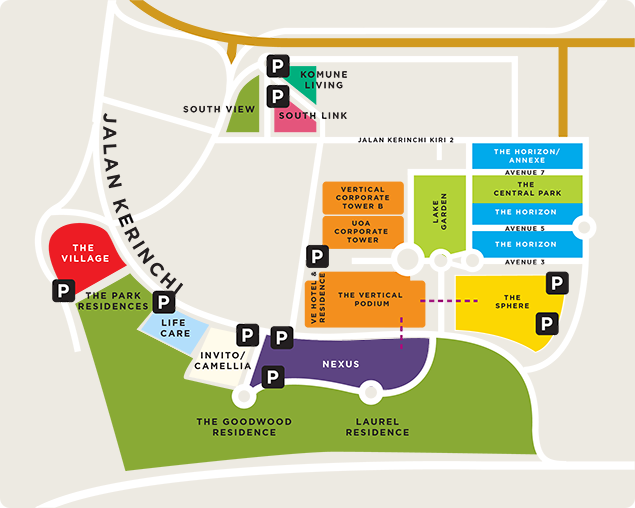 P
KOMUNE
LIVING
P
SOUTH VIEW
SOUTH LINK
JALAN KERINCHI
JALAN KERINCHI KIRI 2
THE HORIZON/
ANNEXE
AVENUE 7
THE
CENTRAL PARK
THE HORIZON
AVENUE 5
THE HORIZON
AVENUE 3
VERTICAL
CORPORATE
TOWER B
UOA
CORPORATE
TOWER
LAKE
GARDEN
P
VE HOTEL &
RESIDENCE
THE VERTICAL
PODIUM
THE
SPHERE
P
P
THE
VILLAGE
P
THE PARK
RESIDENCES
P
LIFE
CARE
INVITO/
CAMELLIA
P
P
NEXUS
P
THE GOODWOOD
RESIDENCE
LAUREL
RESIDENCE